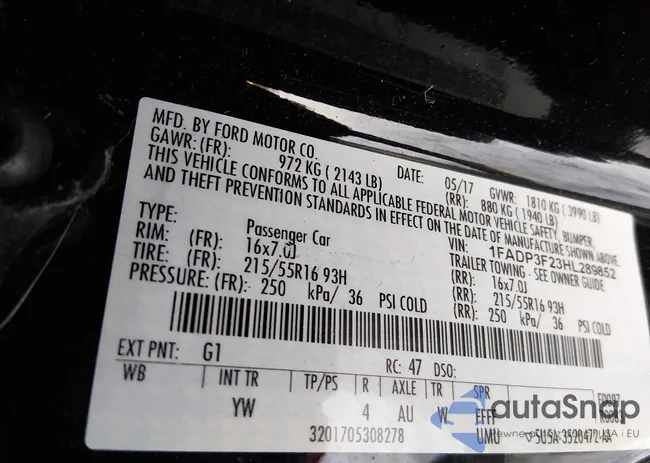 MFD. BY FORD MOTOR CO. DATE: 05/17 GVWR: 1810 KG ( 3990 LB)
GAWR: (FR): 972 KG ( 2143 LB) (RR): 880 KG ( 1940 LB)
THIS VEHICLE CONFORMS TO ALL APPLICABLE FEDERAL MOTOR VEHICLE SAFETY, BUMPER,
AND THEFT PREVENTION STANDARDS IN EFFECT ON THE DATE OF MANUFACTURE SHOWN ABOVE.
VIN: 1FADP3F23HL289852
TYPE: Passenger Car TRAILER TOWING - SEE OWNER GUIDE
RIM: (FR): 16x7.0J (RR): 16x7.0J
TIRE: (FR): 215/55R16 93H (RR): 215/55R16 93H
PRESSURE: (FR): 250 kPa/ 36 PSI COLD (RR): 250 kPa/ 36 PSI COLD
EXT PNT: G1 RC: 47 DSO:
WB INT TR TP/PS R AXLE TR SPR
YW 4 AU W
3201705308278
autaSnap